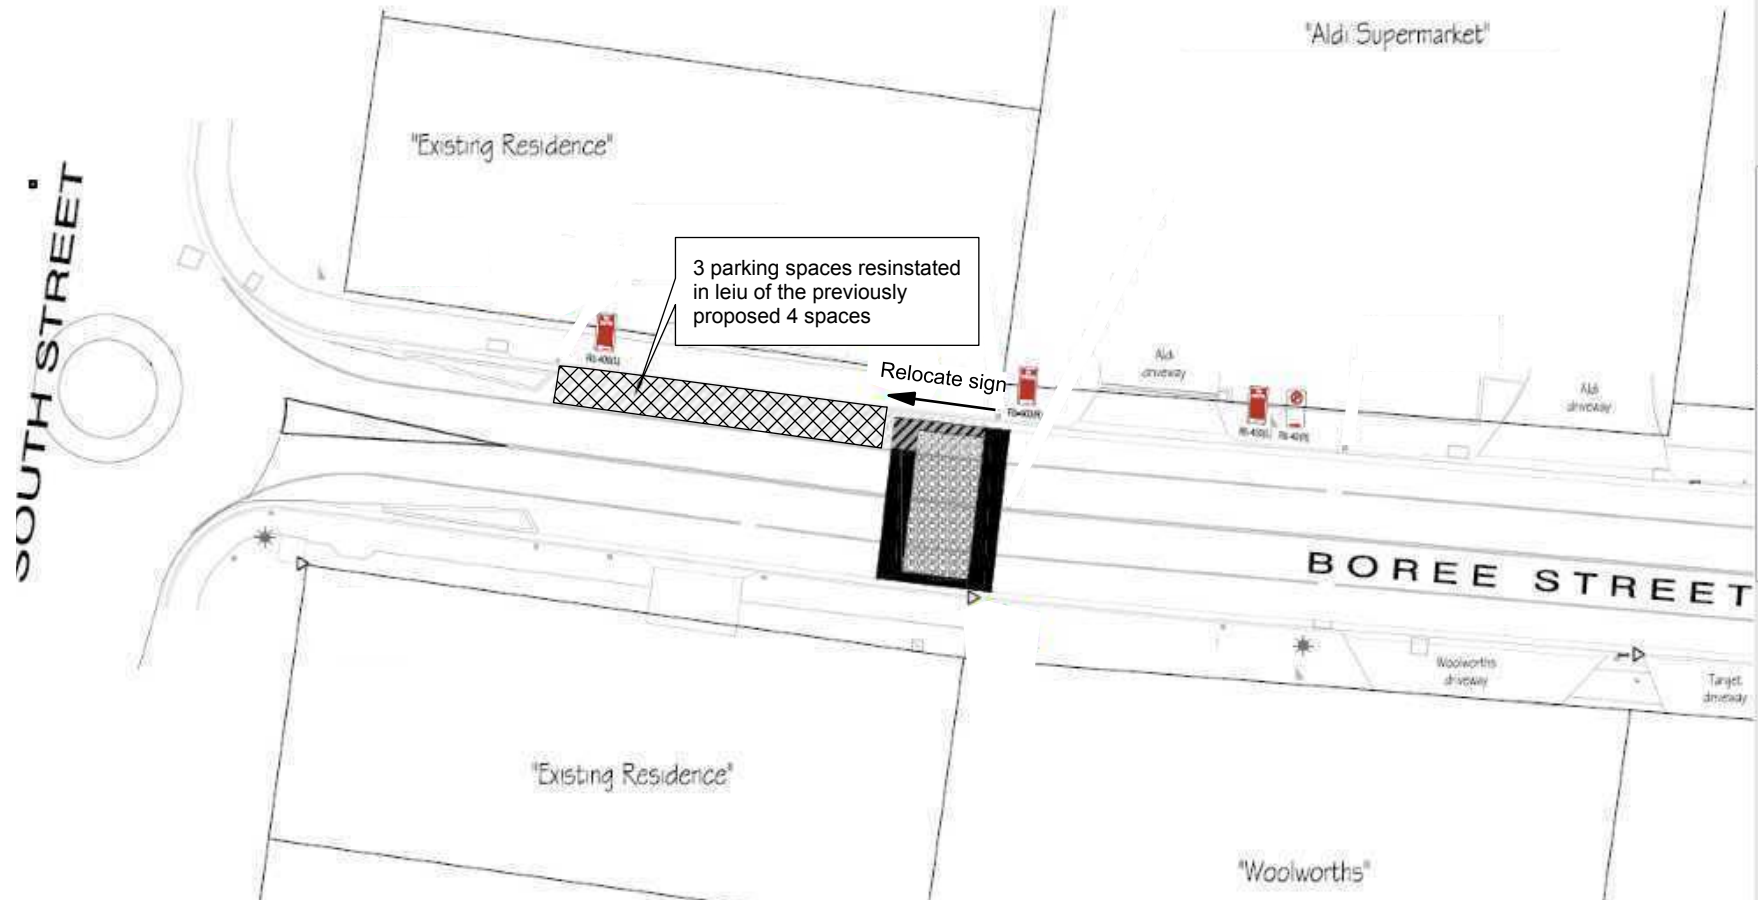 "Aldi Supermarket"
"Existing Residence"
SOUTH STREET
3 parking spaces resinstated
in leiu of the previously
proposed 4 spaces
Relocate sign
Aldi
driveway
Aldi
driveway
BOREE STREET
Woolworths
driveway
Target
driveway
"Existing Residence"
"Woolworths"